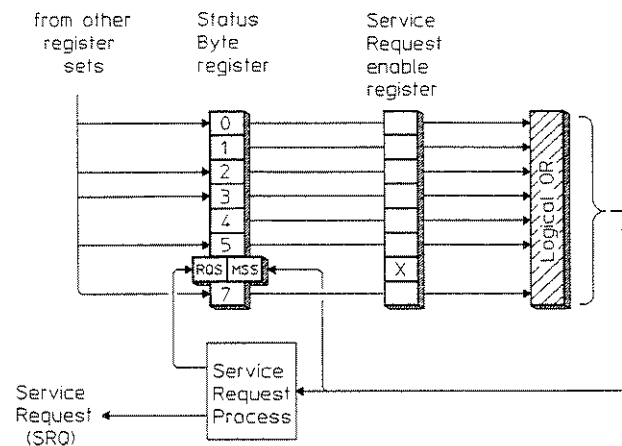 from other
register
sets
Status
Byte
register
Service
Request
enable
register
0
1
2
3
4
5
RQS MSS
7
X
Logical OR
Service
Request
Process
Service
Request
(SRQ)